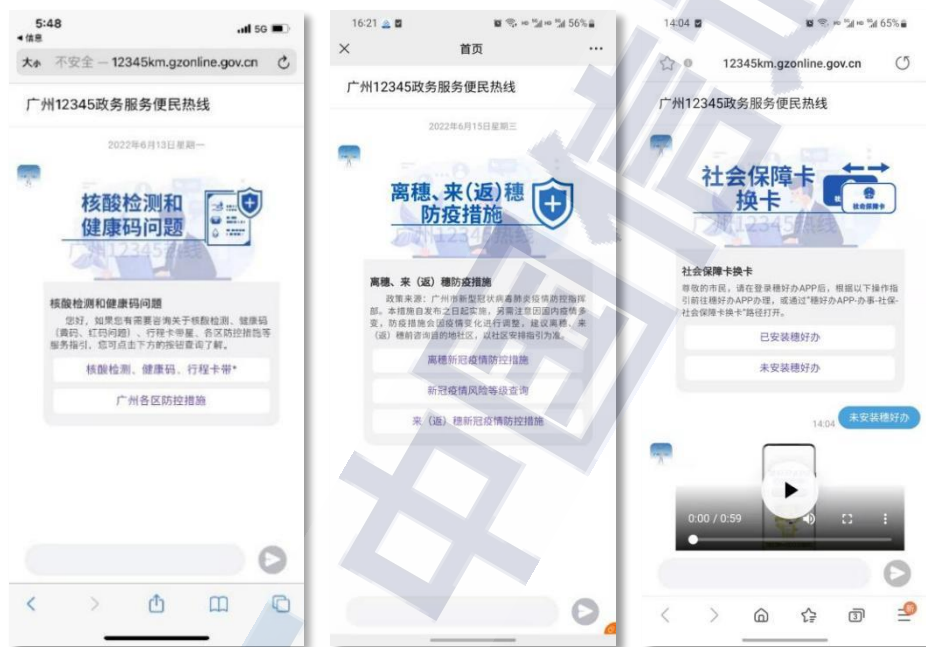 5:48
5G
信息
大小 不安全 — 12345km.gzonline.gov.cn
广州12345政务服务便民热线
2022年6月13日星期一
核酸检测和
健康码问题
广州12345热线
核酸检测和健康码问题
您好，如果您有需要咨询关于核酸检测、健康码
（黄码、红码问题）、行程卡带星、各区防控措施等
服务指引，您可点击下方的按钮查询了解。
核酸检测、健康码、行程卡带*
广州各区防控措施
16:21
56%
首页
广州12345政务服务便民热线
2022年6月15日星期三
离穗、来(返)穗
防疫措施
广州12345热线
离穗、来（返）穗防疫措施
政策来源：广州市新型冠状病毒肺炎疫情防控指挥
部。本措施自发布之日起实施，另需注意因国内疫情多
变，防疫措施会因疫情变化进行调整，建议离穗、来
（返）穗前咨询目的地社区，以社区安排指引为准。
离穗新冠疫情防控措施
新冠疫情风险等级查询
来（返）穗新冠疫情防控措施
14:04
65%
12345km.gzonline.gov.cn
广州12345政务服务便民热线
社会保障卡
换卡
社会保障卡
广州12345热线
社会保障卡换卡
尊敬的市民，请在登录穗好办APP后，根据以下操作指
引前往穗好办APP办理，或通过“穗好办APP-办事-社保-
社会保障卡换卡”路径打开。
已安装穗好办
未安装穗好办
14:04
未安装穗好办
0:00 / 0:59
3
中国信通